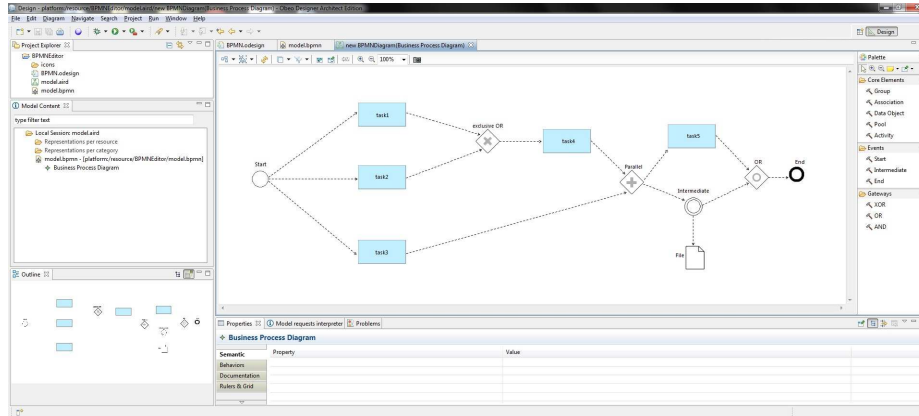 Design - platform:/resource/BPMNEditor/model.aird/new BPMNDiagram(Business Process Diagram) - Obeo Designer Architect Edition
File Edit Diagram Navigate Search Project Run Window Help
Design
Project Explorer
BPMNEditor
icons
BPMN.odesign
model.aird
model.bpmn
Model Content
type filter text
Local Session: model.aird
Representations per resource
Representations per category
model.bpmn - [platform:/resource/BPMNEditor/model.bpmn]
Business Process Diagram
Outline
BPMN.odesign model.bpmn new BPMNDiagram(Business Process Diagram)
100%
task1
exclusive OR
task4
task5
Start
task2
Parallel
OR
End
Intermediate
task3
File
Palette
Core Elements
Group
Association
Data Object
Pool
Activity
Events
Start
Intermediate
End
Gateways
XOR
OR
AND
Properties Model requests interpreter Problems
Business Process Diagram
Semantic Property Value
Behaviors
Documentation
Rulers & Grid